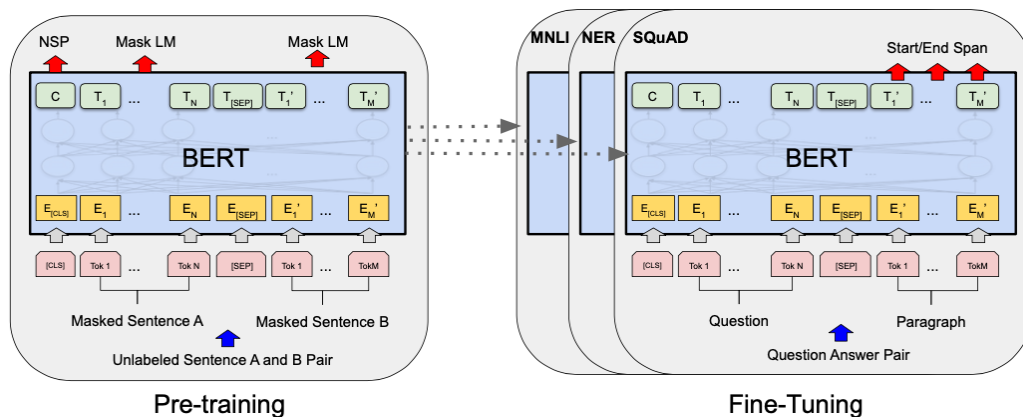 NSP Mask LM Mask LM
C T1 ... TN T[SEP] T1' ... TM'
BERT
E[CLS] E1 ... EN E[SEP] E1' ... EM'
[CLS] Tok 1 ... Tok N [SEP] Tok 1 ... TokM
Masked Sentence A Masked Sentence B
Unlabeled Sentence A and B Pair
Pre-training
MNLI NER SQuAD
Start/End Span
C T1 ... TN T[SEP] T1' ... TM'
BERT
E[CLS] E1 ... EN E[SEP] E1' ... EM'
[CLS] Tok 1 ... Tok N [SEP] Tok 1 ... TokM
Question Paragraph
Question Answer Pair
Fine-Tuning